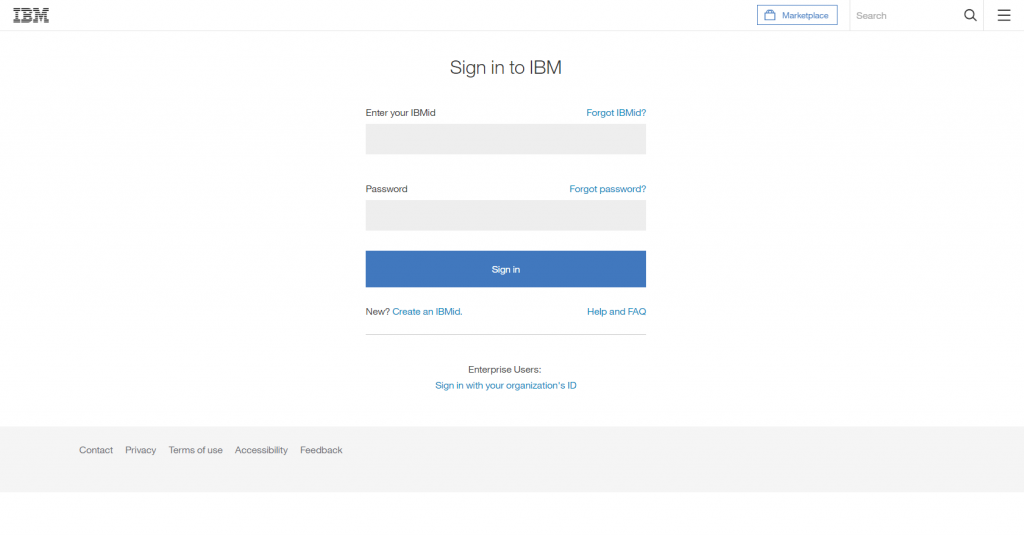 IBM
Marketplace
Search
Sign in to IBM
Enter your IBMid Forgot IBMid?
Password Forgot password?
Sign in
New? Create an IBMid. Help and FAQ
Enterprise Users:
Sign in with your organization's ID
Contact Privacy Terms of use Accessibility Feedback